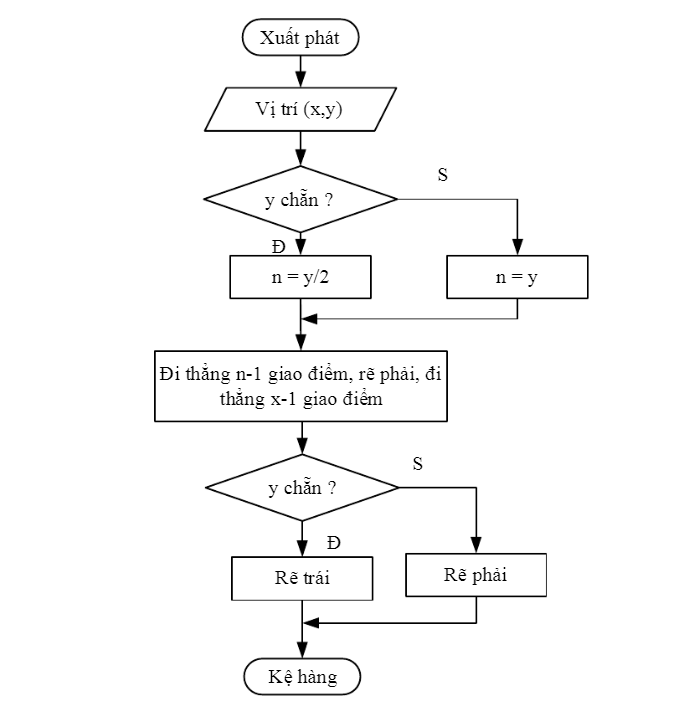 Xuất phát
Vị trí (x,y)
y chẵn ?
S
Đ
n = y/2
n = y
Đi thẳng n-1 giao điểm, rẽ phải, đi
thẳng x-1 giao điểm
y chẵn ?
S
Đ
Rẽ trái
Rẽ phải
Kệ hàng